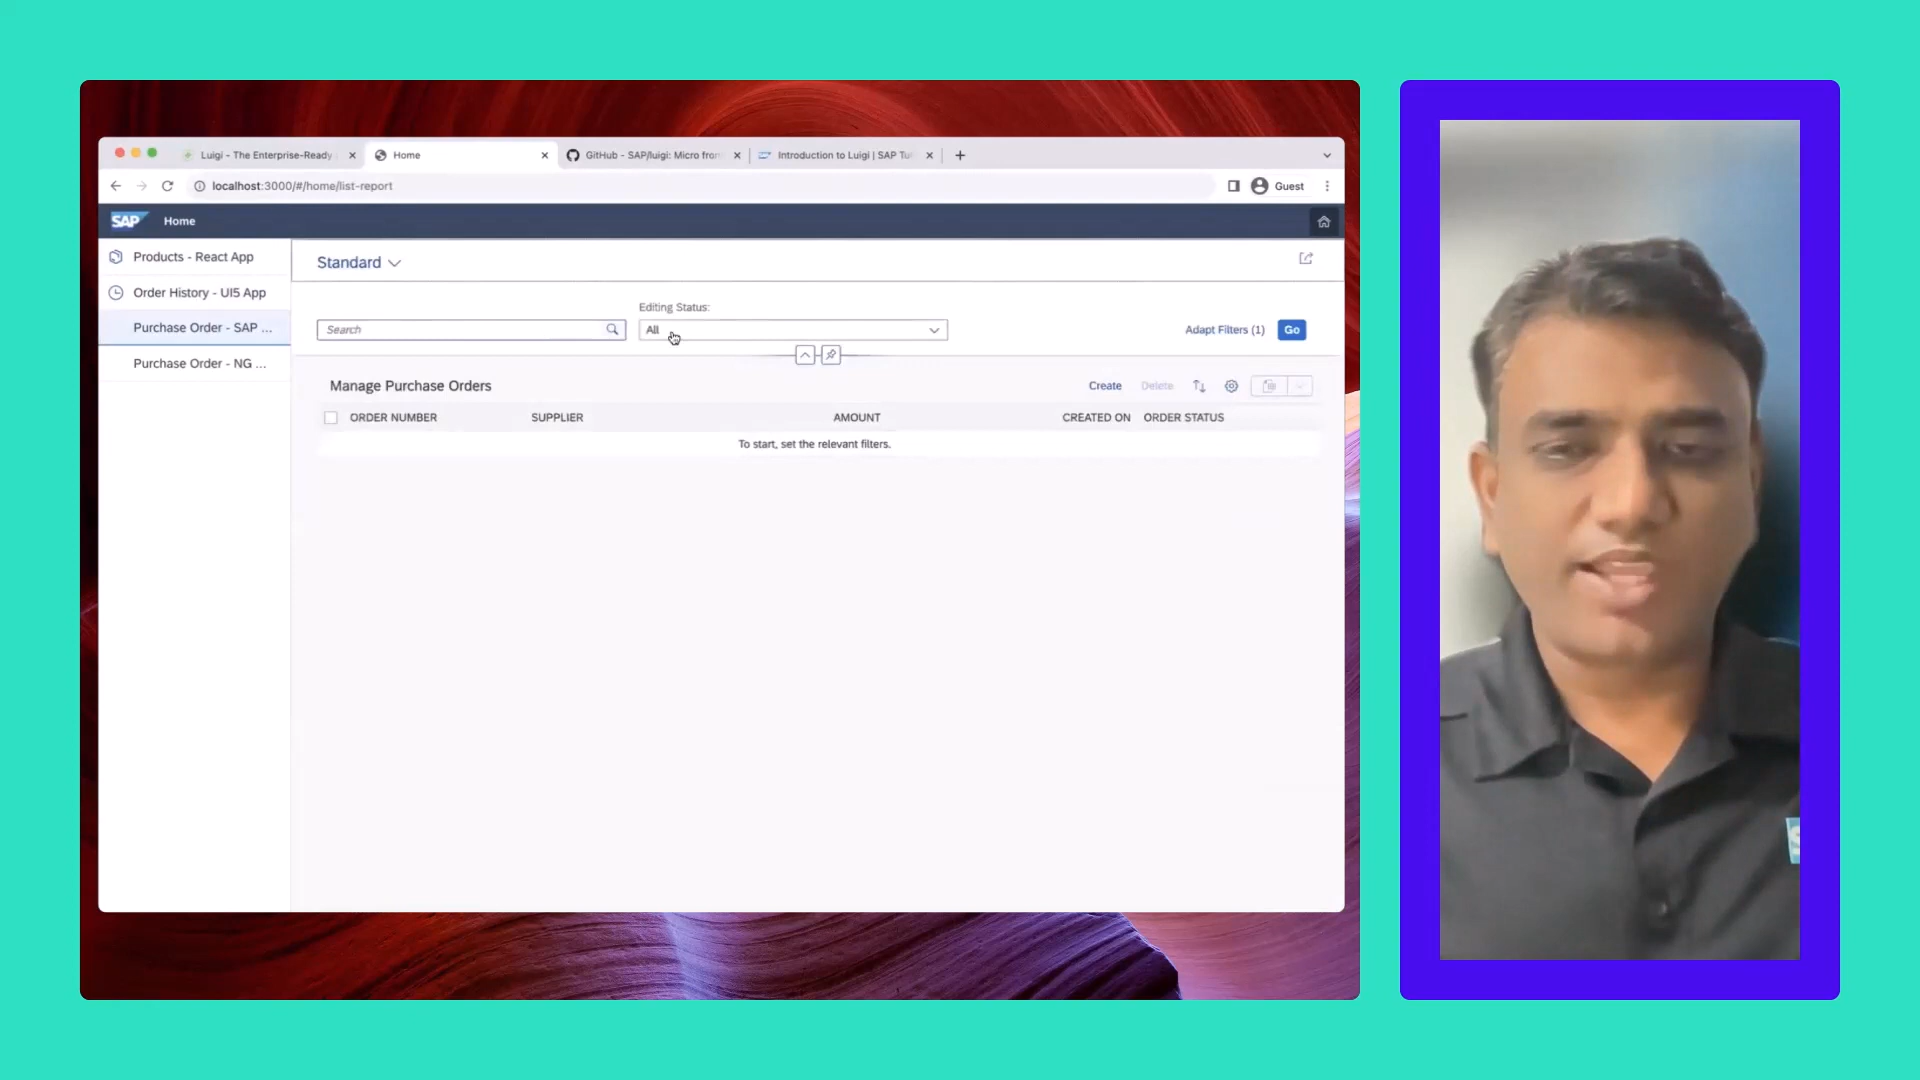 Luigi - The Enterprise-Ready
Home
GitHub - SAP/luigi: Micro fron
Introduction to Luigi | SAP Tu
localhost:3000/#/home/list-report
Guest
SAP
Home
Products - React App
Order History - UI5 App
Purchase Order - SAP ...
Purchase Order - NG ...
Standard
Editing Status:
Search
All
Adapt Filters (1)
Go
Manage Purchase Orders
Create
Delete
ORDER NUMBER
SUPPLIER
AMOUNT
CREATED ON
ORDER STATUS
To start, set the relevant filters.